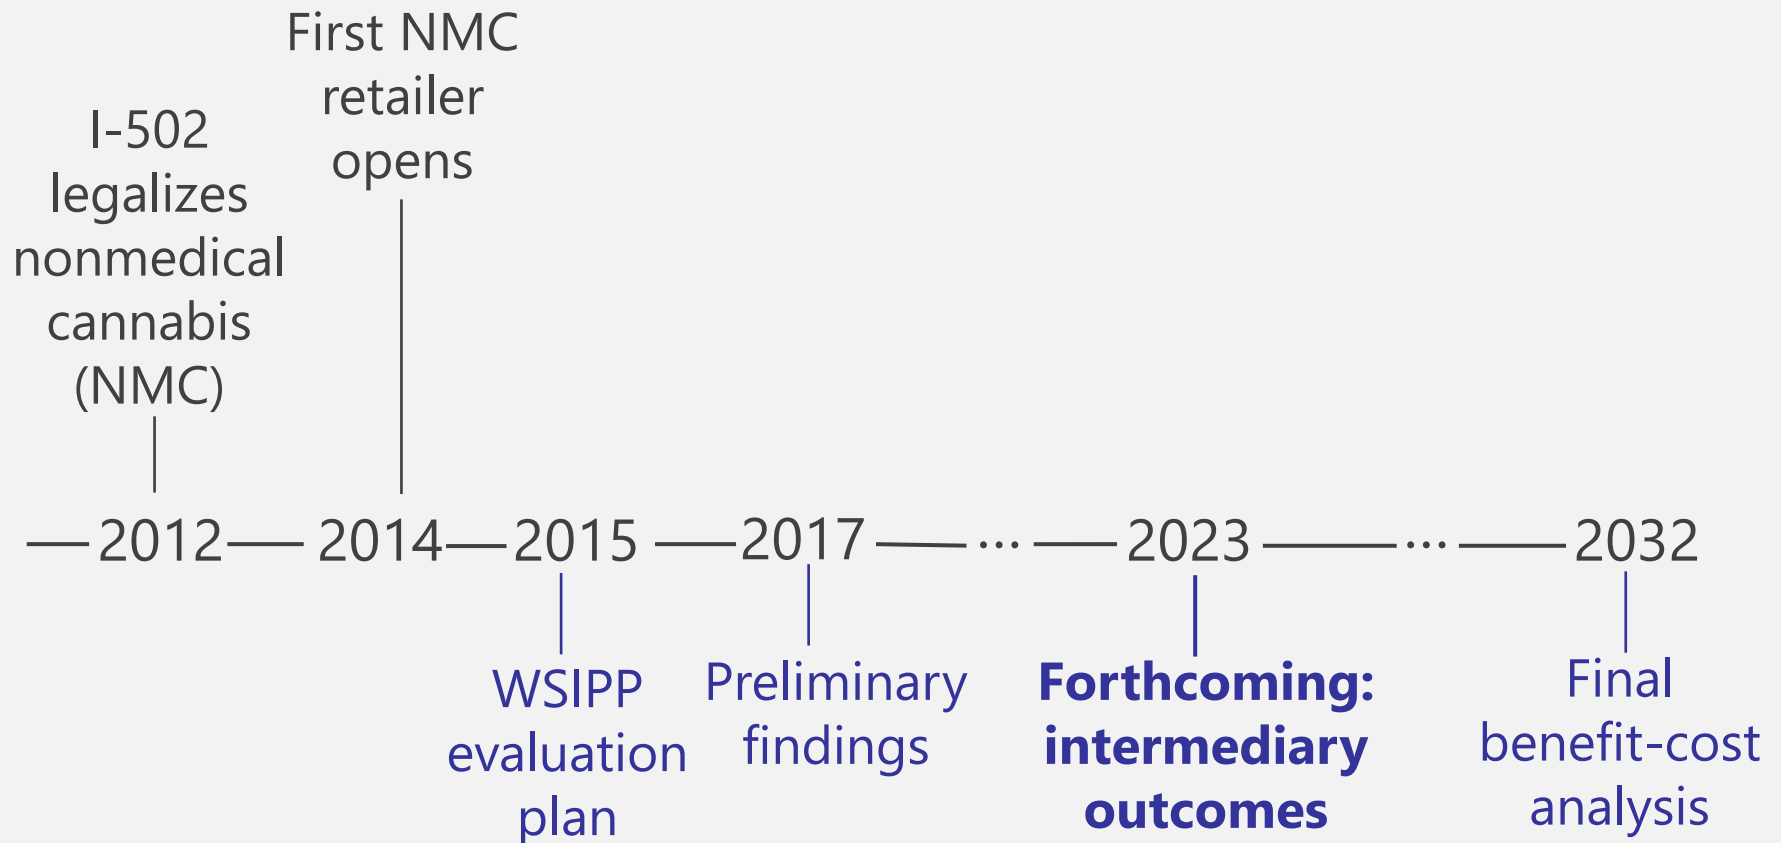 First NMC
retailer
opens
I-502
legalizes
nonmedical
cannabis
(NMC)
2012 2014 2015 2017 ... 2023 ... 2032
WSIPP
evaluation
plan
Preliminary
findings
Forthcoming:
intermediary
outcomes
Final
benefit-cost
analysis